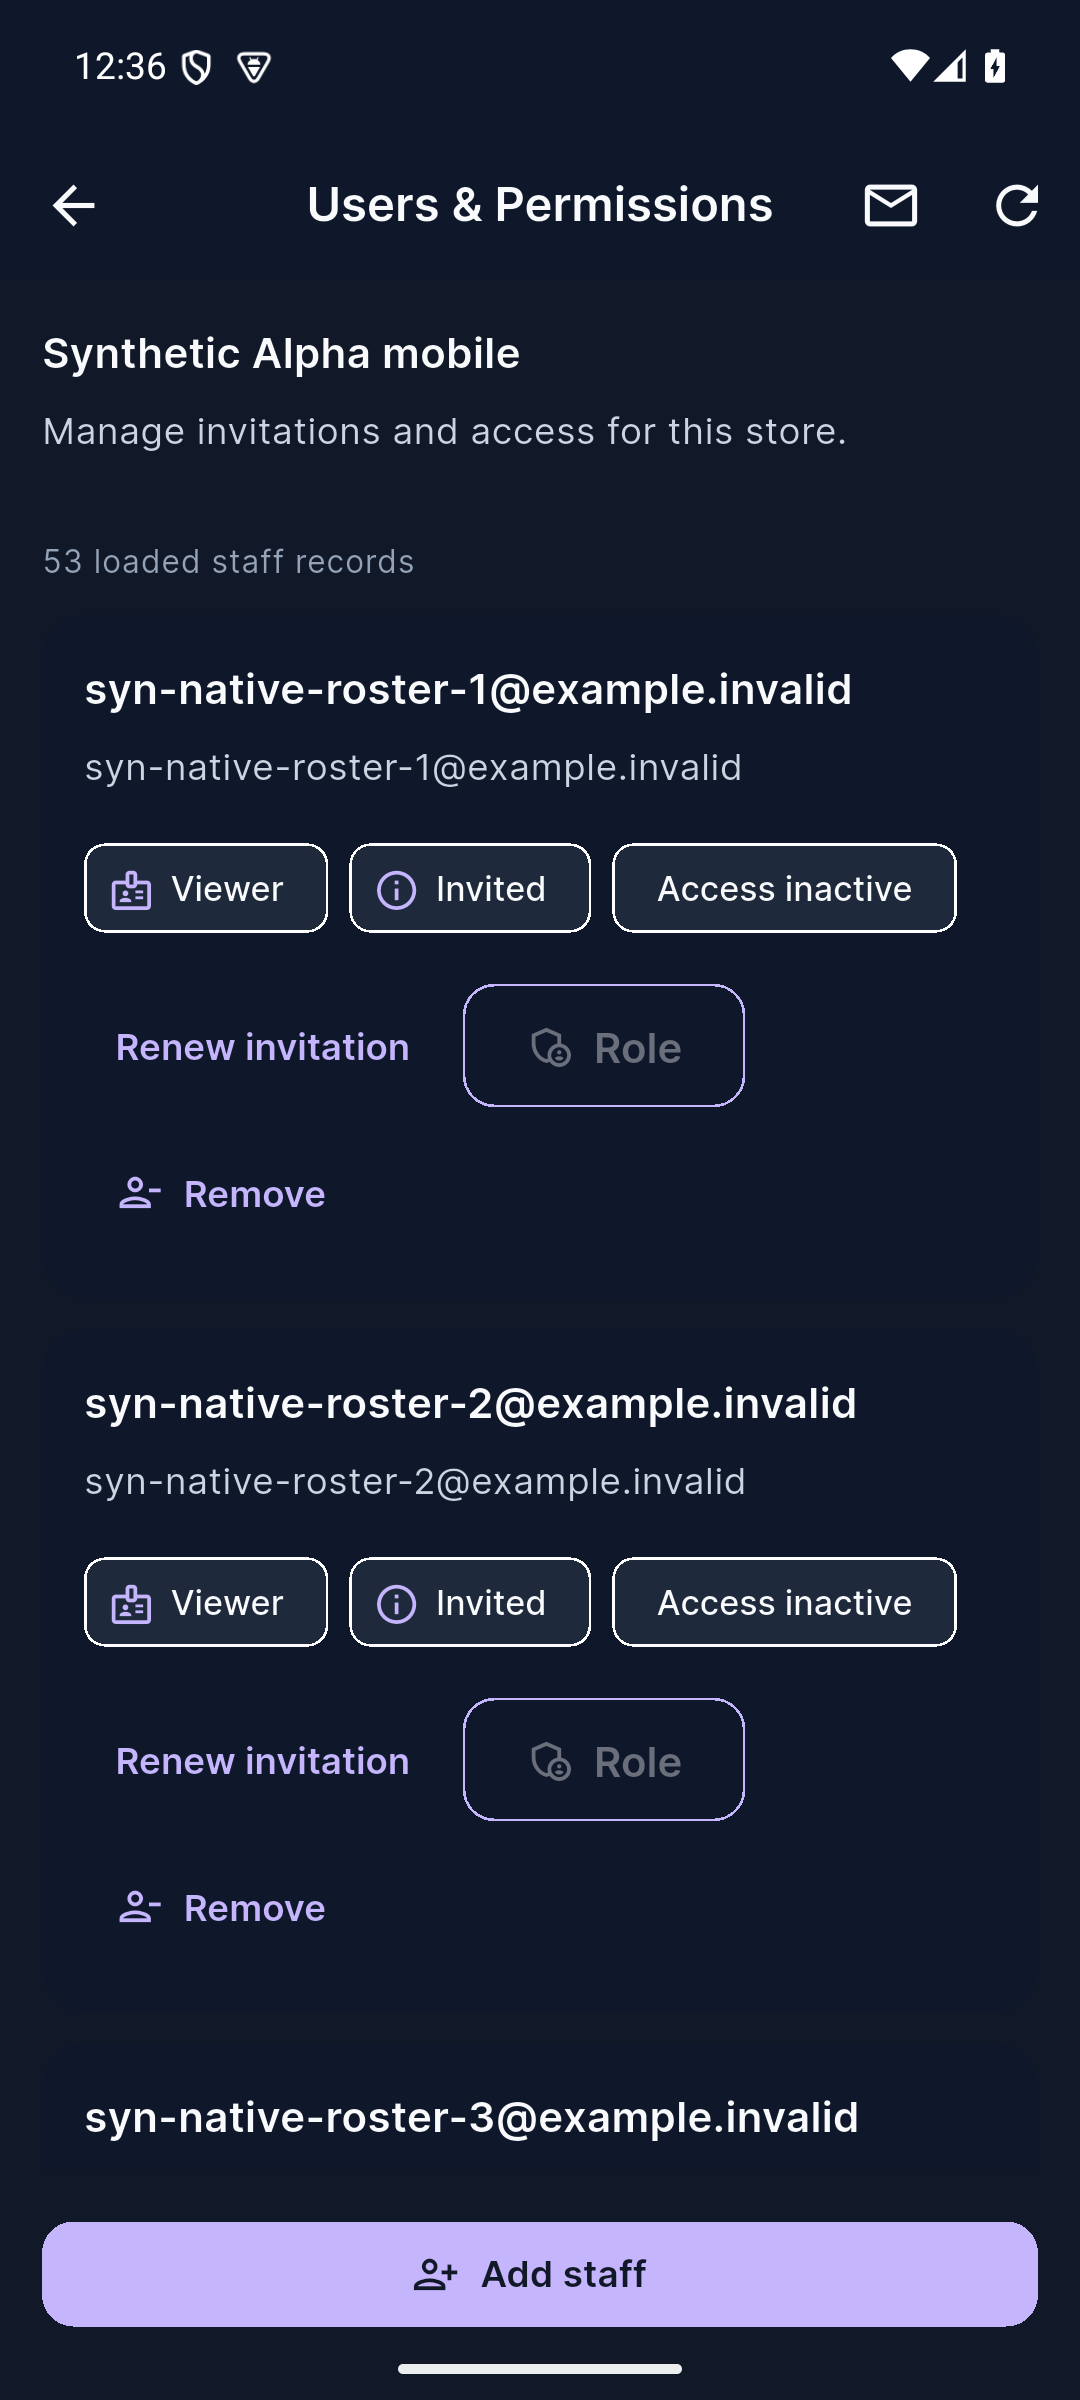 12:36
Users & Permissions
Synthetic Alpha mobile
Manage invitations and access for this store.
53 loaded staff records
syn-native-roster-1@example.invalid
syn-native-roster-1@example.invalid
Viewer Invited Access inactive
Renew invitation Role
Remove
syn-native-roster-2@example.invalid
syn-native-roster-2@example.invalid
Viewer Invited Access inactive
Renew invitation Role
Remove
syn-native-roster-3@example.invalid
Add staff